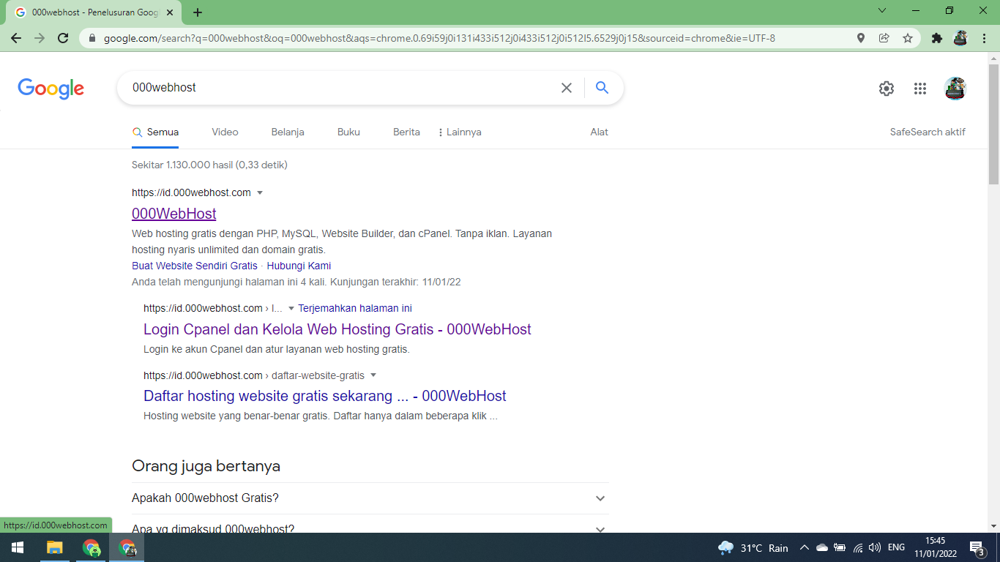 000webhost - Penelusuran Goog
google.com/search?q=000webhost&oq=000webhost&aqs=chrome.0.69i59j0i131i433i512j0i433i512j0i512l5.6529j0j15&sourceid=chrome&ie=UTF-8
Google
000webhost
Semua Video Belanja Buku Berita Lainnya Alat SafeSearch aktif
Sekitar 1.130.000 hasil (0,33 detik)
https://id.000webhost.com
000WebHost
Web hosting gratis dengan PHP, MySQL, Website Builder, dan cPanel. Tanpa iklan. Layanan
hosting nyaris unlimited dan domain gratis.
Buat Website Sendiri Gratis · Hubungi Kami
Anda telah mengunjungi halaman ini 4 kali. Kunjungan terakhir: 11/01/22
https://id.000webhost.com › l... Terjemahkan halaman ini
Login Cpanel dan Kelola Web Hosting Gratis - 000WebHost
Login ke akun Cpanel dan atur layanan web hosting gratis.
https://id.000webhost.com › daftar-website-gratis
Daftar hosting website gratis sekarang ... - 000WebHost
Hosting website yang benar-benar gratis. Daftar hanya dalam beberapa klik ...
Orang juga bertanya
Apakah 000webhost Gratis?
Apa yg dimaksud 000webhost?
https://id.000webhost.com
31°C Rain ENG 15:45
11/01/2022 3